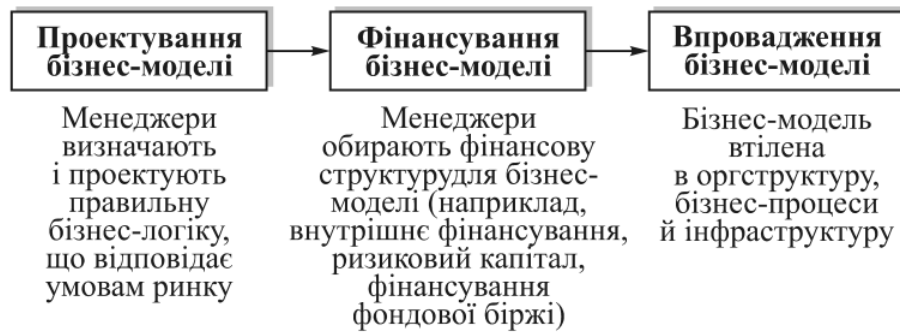 Проектування
бізнес-моделі
Менеджери
визначають
і проектують
правильну
бізнес-логіку,
що відповідає
умовам ринку
Фінансування
бізнес-моделі
Менеджери
обирають фінансову
структурудля бізнес-
моделі (наприклад,
внутрішнє фінансування,
ризиковий капітал,
фінансування
фондової біржі)
Впровадження
бізнес-моделі
Бізнес-модель
втілена
в оргструктуру,
бізнес-процеси
й інфраструктуру